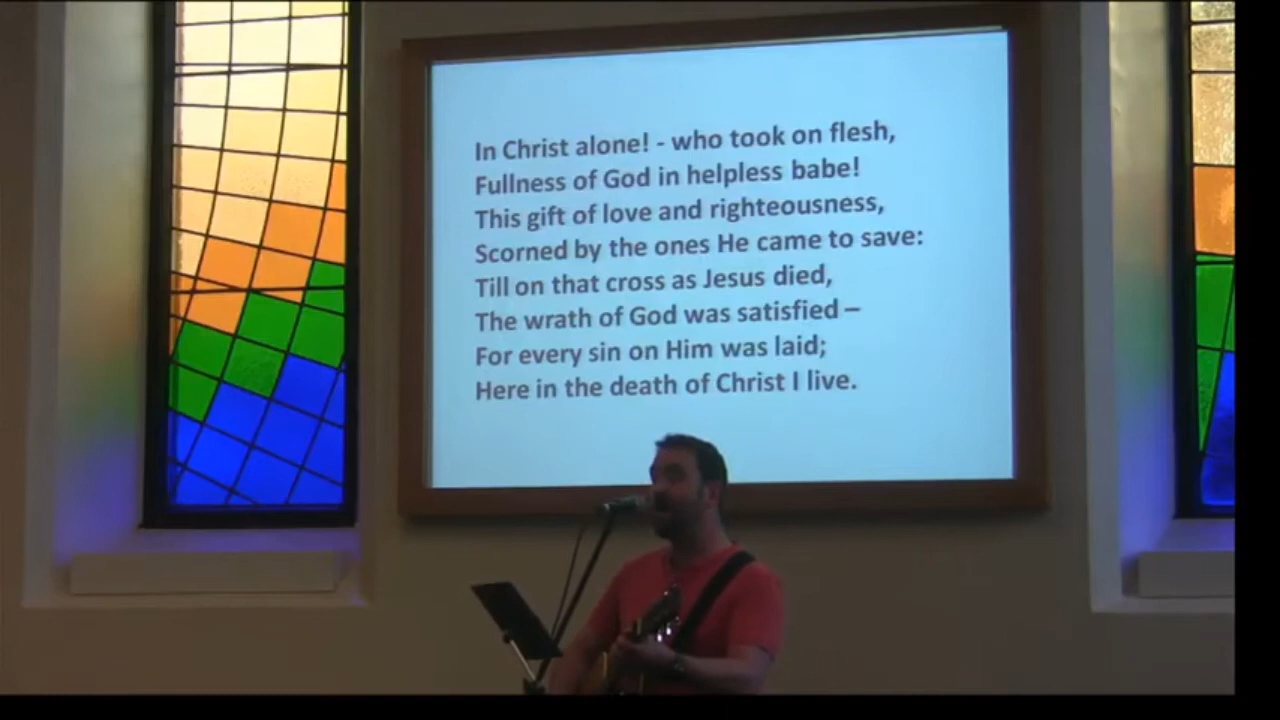 In Christ alone! - who took on flesh,
Fullness of God in helpless babe!
This gift of love and righteousness,
Scorned by the ones He came to save:
Till on that cross as Jesus died,
The wrath of God was satisfied –
For every sin on Him was laid;
Here in the death of Christ I live.